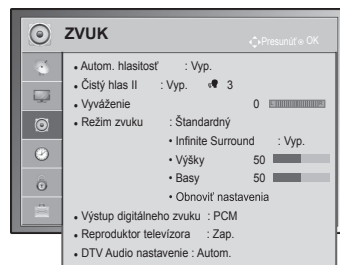 ZVUK
Presunúť OK
• Autom. hlasitosť : Vyp.
• Čistý hlas II : Vyp. 3
• Vyváženie 0
• Režim zvuku : Štandardný
• Infinite Surround : Vyp.
• Výšky 50
• Basy 50
• Obnoviť nastavenia
• Výstup digitálneho zvuku : PCM
• Reproduktor televízora : Zap.
• DTV Audio nastavenie : Autom.